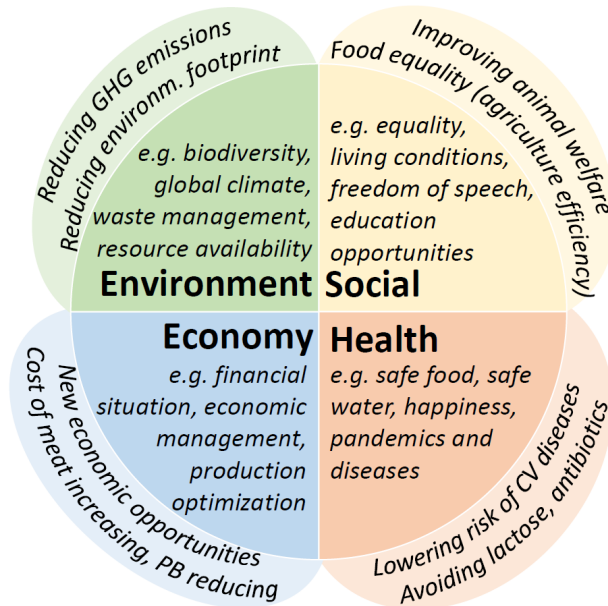 Reducing GHG emissions
Reducing environm. footprint
e.g. biodiversity,
global climate,
waste management,
resource availability
Environment
Improving animal welfare
Food equality (agriculture efficiency)
e.g. equality,
living conditions,
freedom of speech,
education
opportunities
Social
Economy
e.g. financial
situation, economic
management,
production
optimization
New economic opportunities
Cost of meat increasing, PB reducing
Health
e.g. safe food, safe
water, happiness,
pandemics and
diseases
Lowering risk of CV diseases
Avoiding lactose, antibiotics